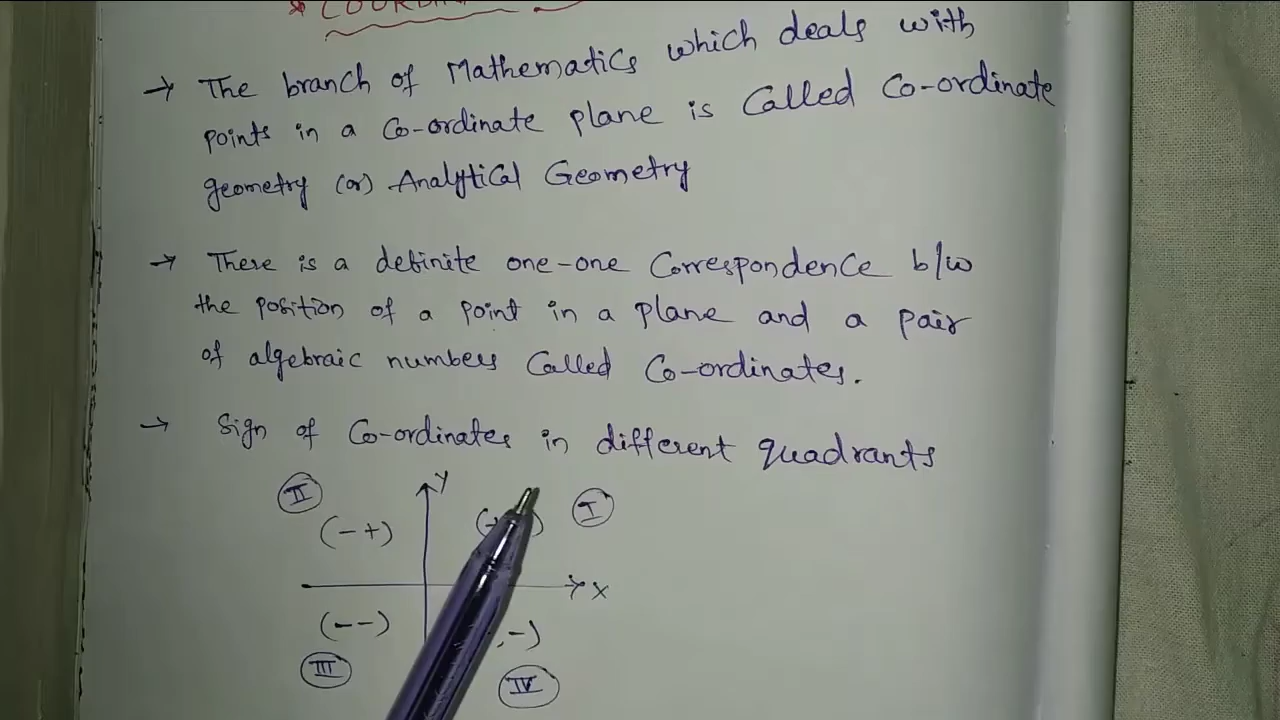 → The branch of Mathematics which deals with
points in a Co-ordinate plane is Called Co-ordinate
geometry (or) Analytical Geometry
→ There is a definite one-one Correspondence b/w
the position of a point in a plane and a pair
of algebraic numbers Called Co-ordinates.
→ Sign of Co-ordinates in different quadrants
II Y I
(-+)
X
(--) ,-)
III IV